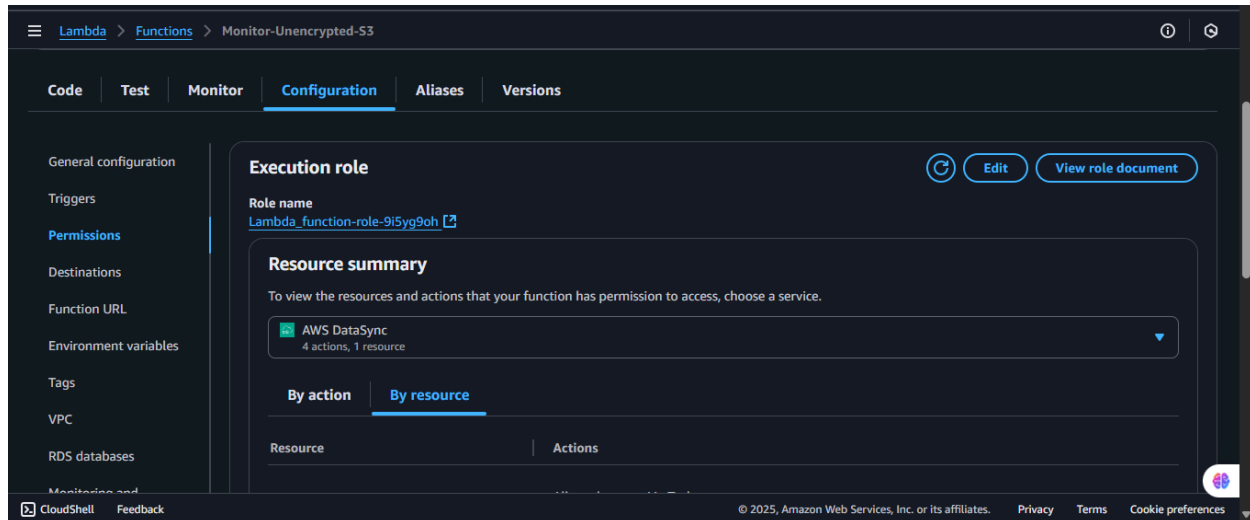 Lambda > Functions > Monitor-Unencrypted-S3
Code Test Monitor Configuration Aliases Versions
General configuration
Triggers
Permissions
Destinations
Function URL
Environment variables
Tags
VPC
RDS databases
Monitoring and
Execution role
Edit View role document
Role name
Lambda_function-role-9i5yg9oh
Resource summary
To view the resources and actions that your function has permission to access, choose a service.
AWS DataSync
4 actions, 1 resource
By action By resource
Resource Actions
CloudShell Feedback © 2025, Amazon Web Services, Inc. or its affiliates. Privacy Terms Cookie preferences